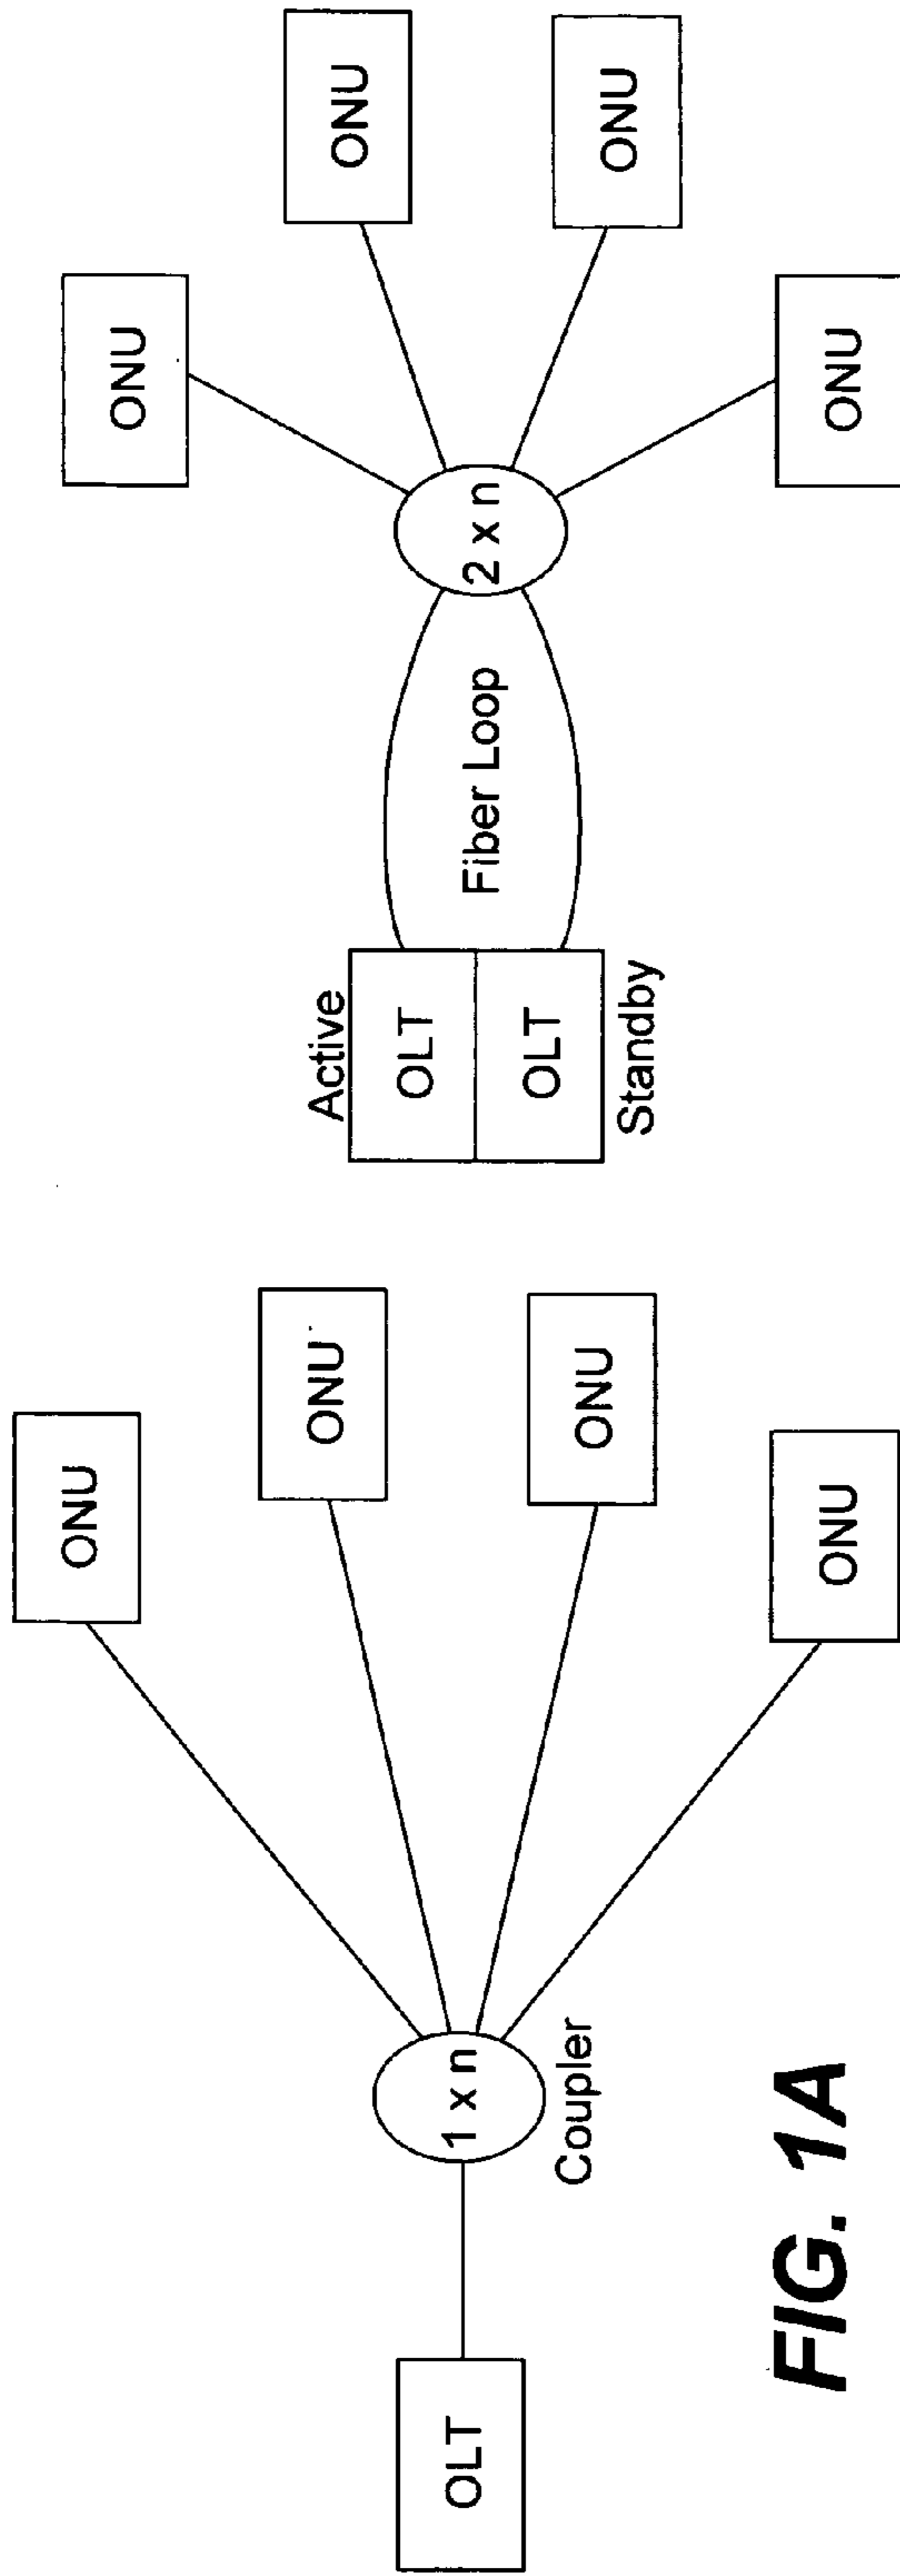 ONU
ONU
OLT
1 x n
Coupler
ONU
ONU
FIG. 1A
ONU
ONU
Active
OLT
OLT
Standby
Fiber Loop
2 x n
ONU
ONU